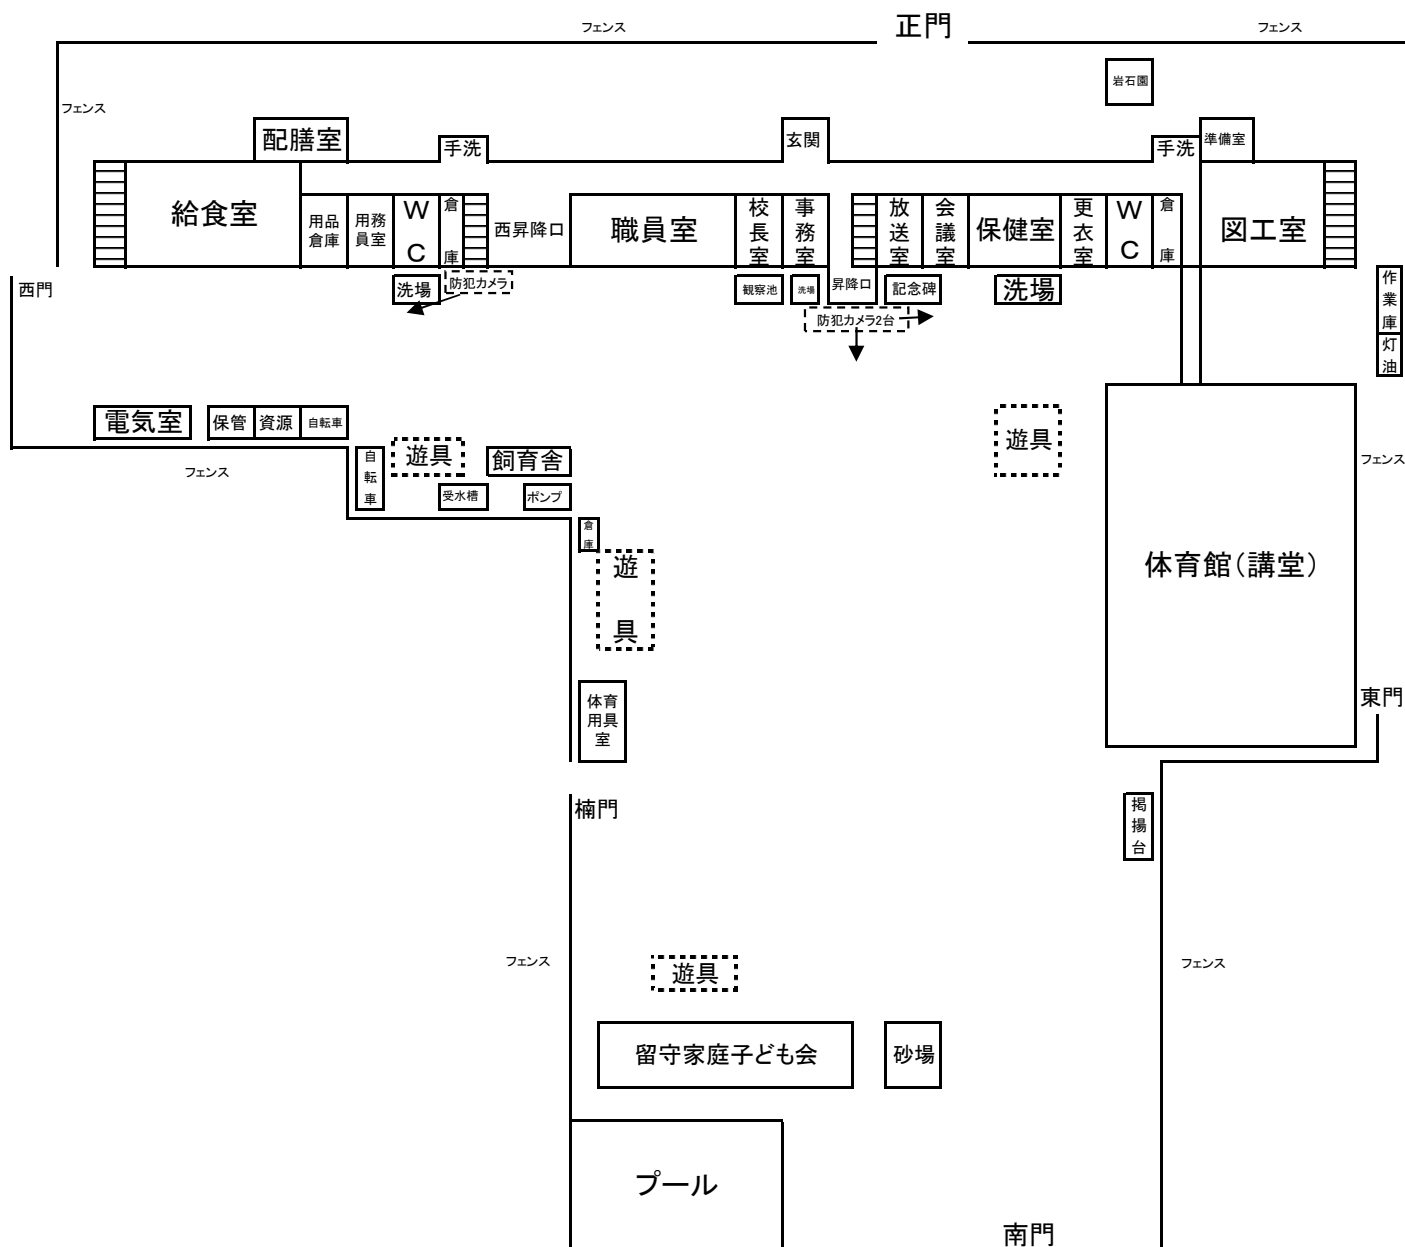 フェンス
正門
フェンス
岩石園
フェンス
配膳室
手洗
玄関
手洗
準備室
給食室
用品
倉庫
用務
員室
WC
倉庫
西昇降口
職員室
校長室
事務室
放送室
会議室
保健室
更衣室
WC
倉庫
図工室
西門
洗場
防犯カメラ
観察池
洗場
昇降口
記念碑
洗場
作業庫
灯油
防犯カメラ2台
電気室
保管
資源
自転車
遊具
フェンス
自転車
遊具
飼育舎
フェンス
受水槽
ポンプ
倉庫
遊具
体育館(講堂)
体育
用具
室
東門
楠門
掲揚台
フェンス
遊具
フェンス
留守家庭子ども会
砂場
プール
南門